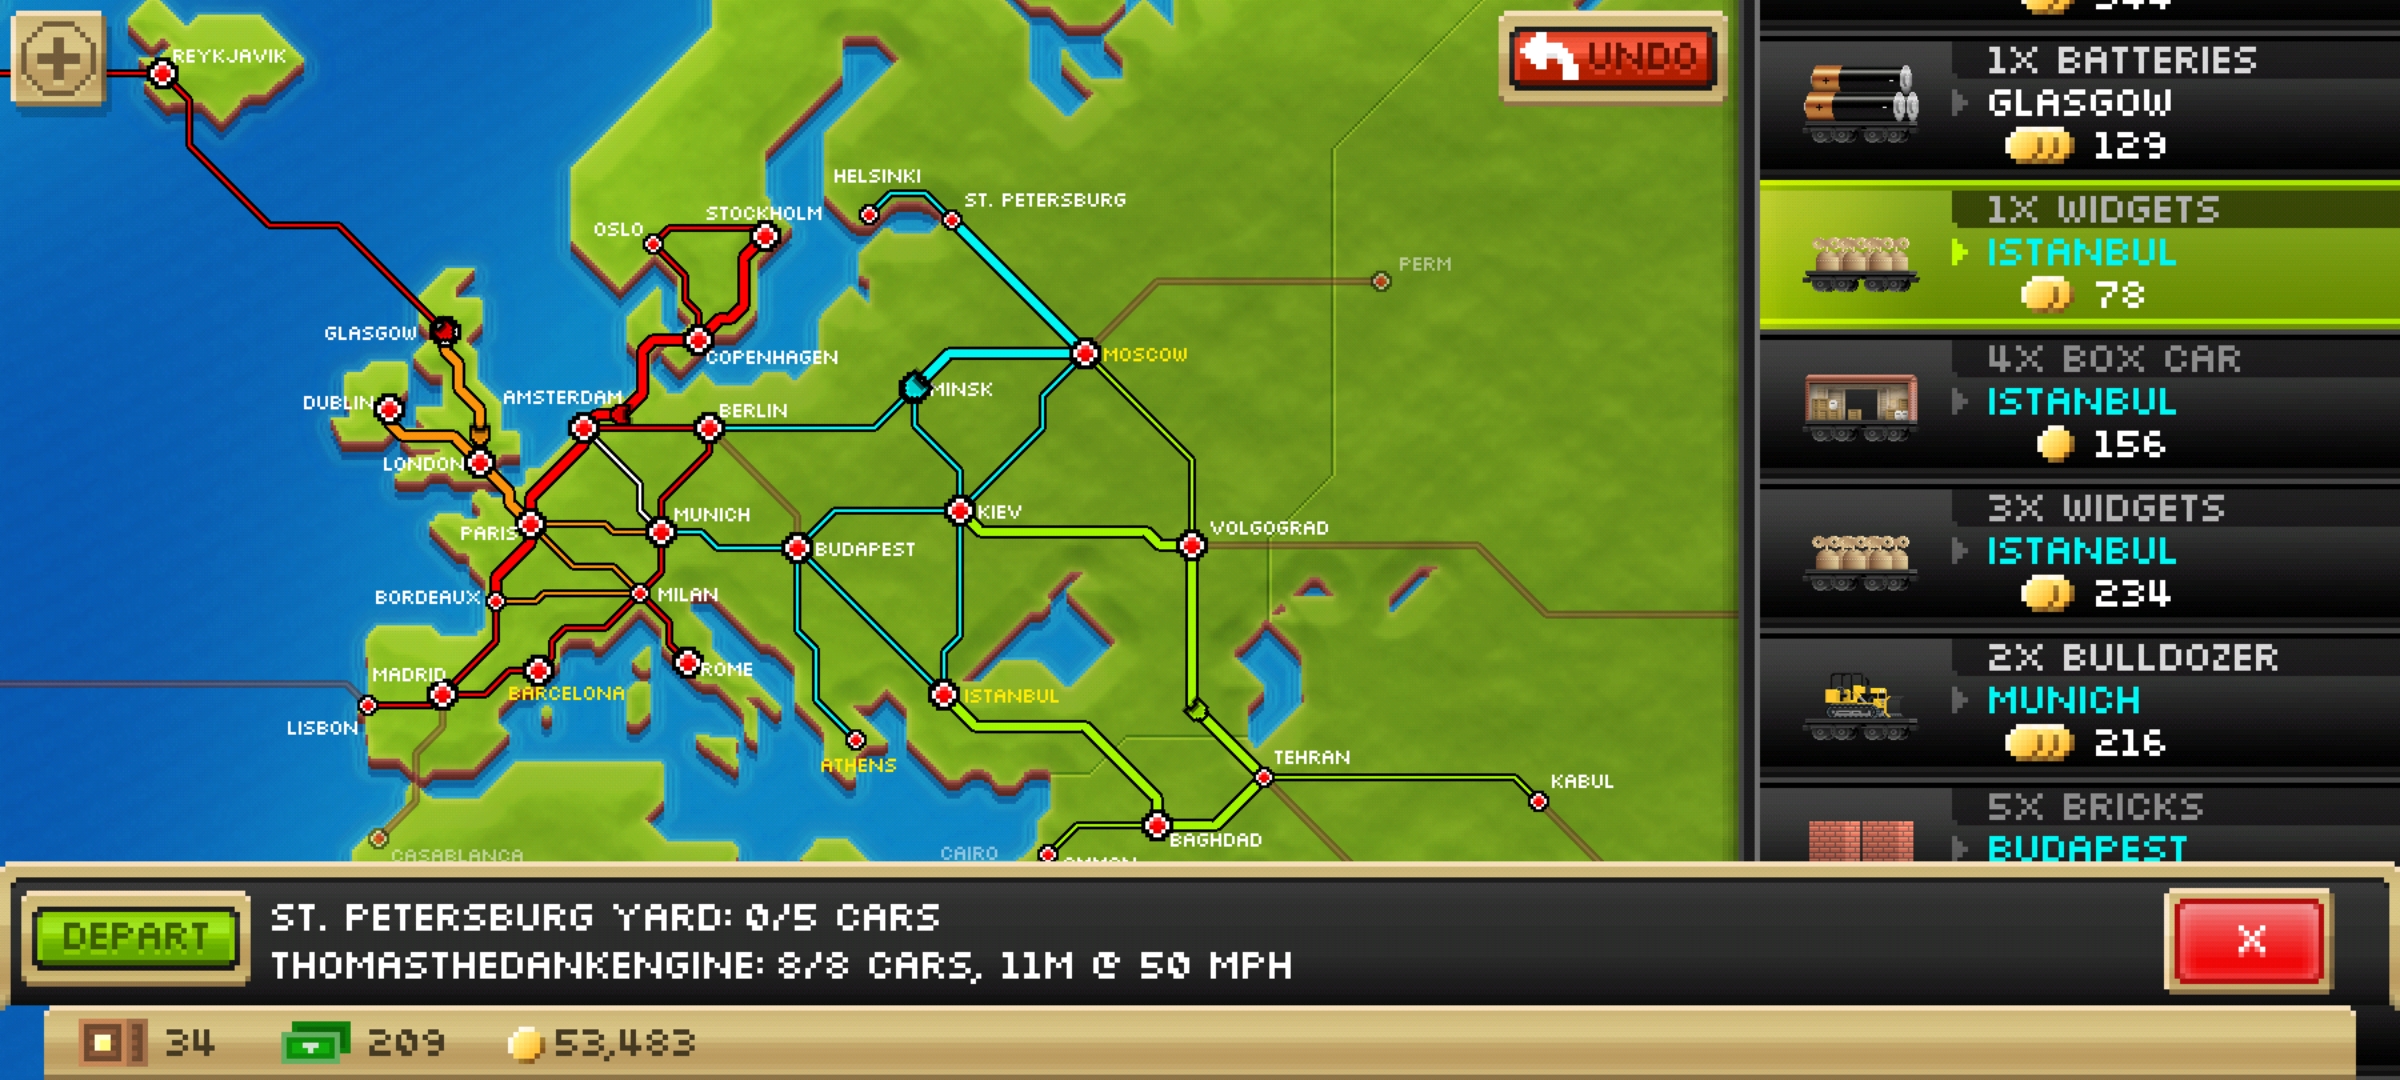 REYKJAVIK
UNDO
HELSINKI
ST. PETERSBURG
STOCKHOLM
OSLO
PERM
GLASGOW
COPENHAGEN
MOSCOW
MINSK
AMSTERDAM
DUBLIN
BERLIN
LONDON
MUNICH
KIEV
PARIS
BUDAPEST
VOLGOGRAD
BORDEAUX
MILAN
MADRID
ROME
BARCELONA
ISTANBUL
LISBON
ATHENS
TEHRAN
KABUL
BAGHDAD
CASABLANCA
CAIRO
1X BATTERIES
GLASGOW
129
1X WIDGETS
ISTANBUL
78
4X BOX CAR
ISTANBUL
156
3X WIDGETS
ISTANBUL
234
2X BULLDOZER
MUNICH
216
5X BRICKS
BUDAPEST
DEPART
ST. PETERSBURG YARD: 0/5 CARS
THOMASTHEDANKENGINE: 8/8 CARS, 11M @ 50 MPH
X
34
209
53,483